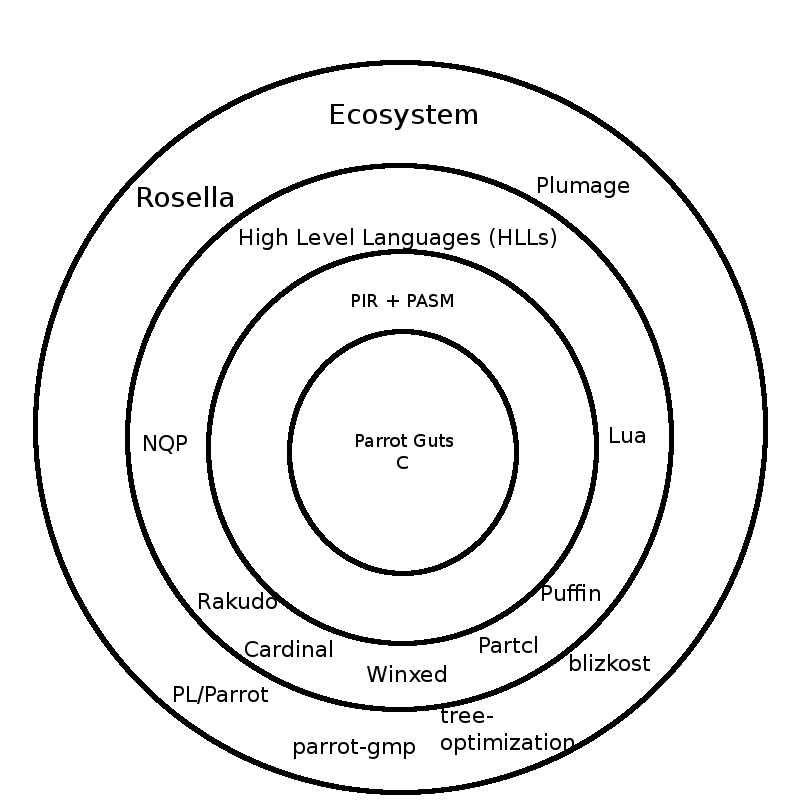 Ecosystem
Plumage
Rosella
High Level Languages (HLLs)
PIR + PASM
Parrot Guts
C
NQP
Lua
Rakudo
Puffin
Cardinal
Partcl
Winxed
blizkost
PL/Parrot
tree-
optimization
parrot-gmp